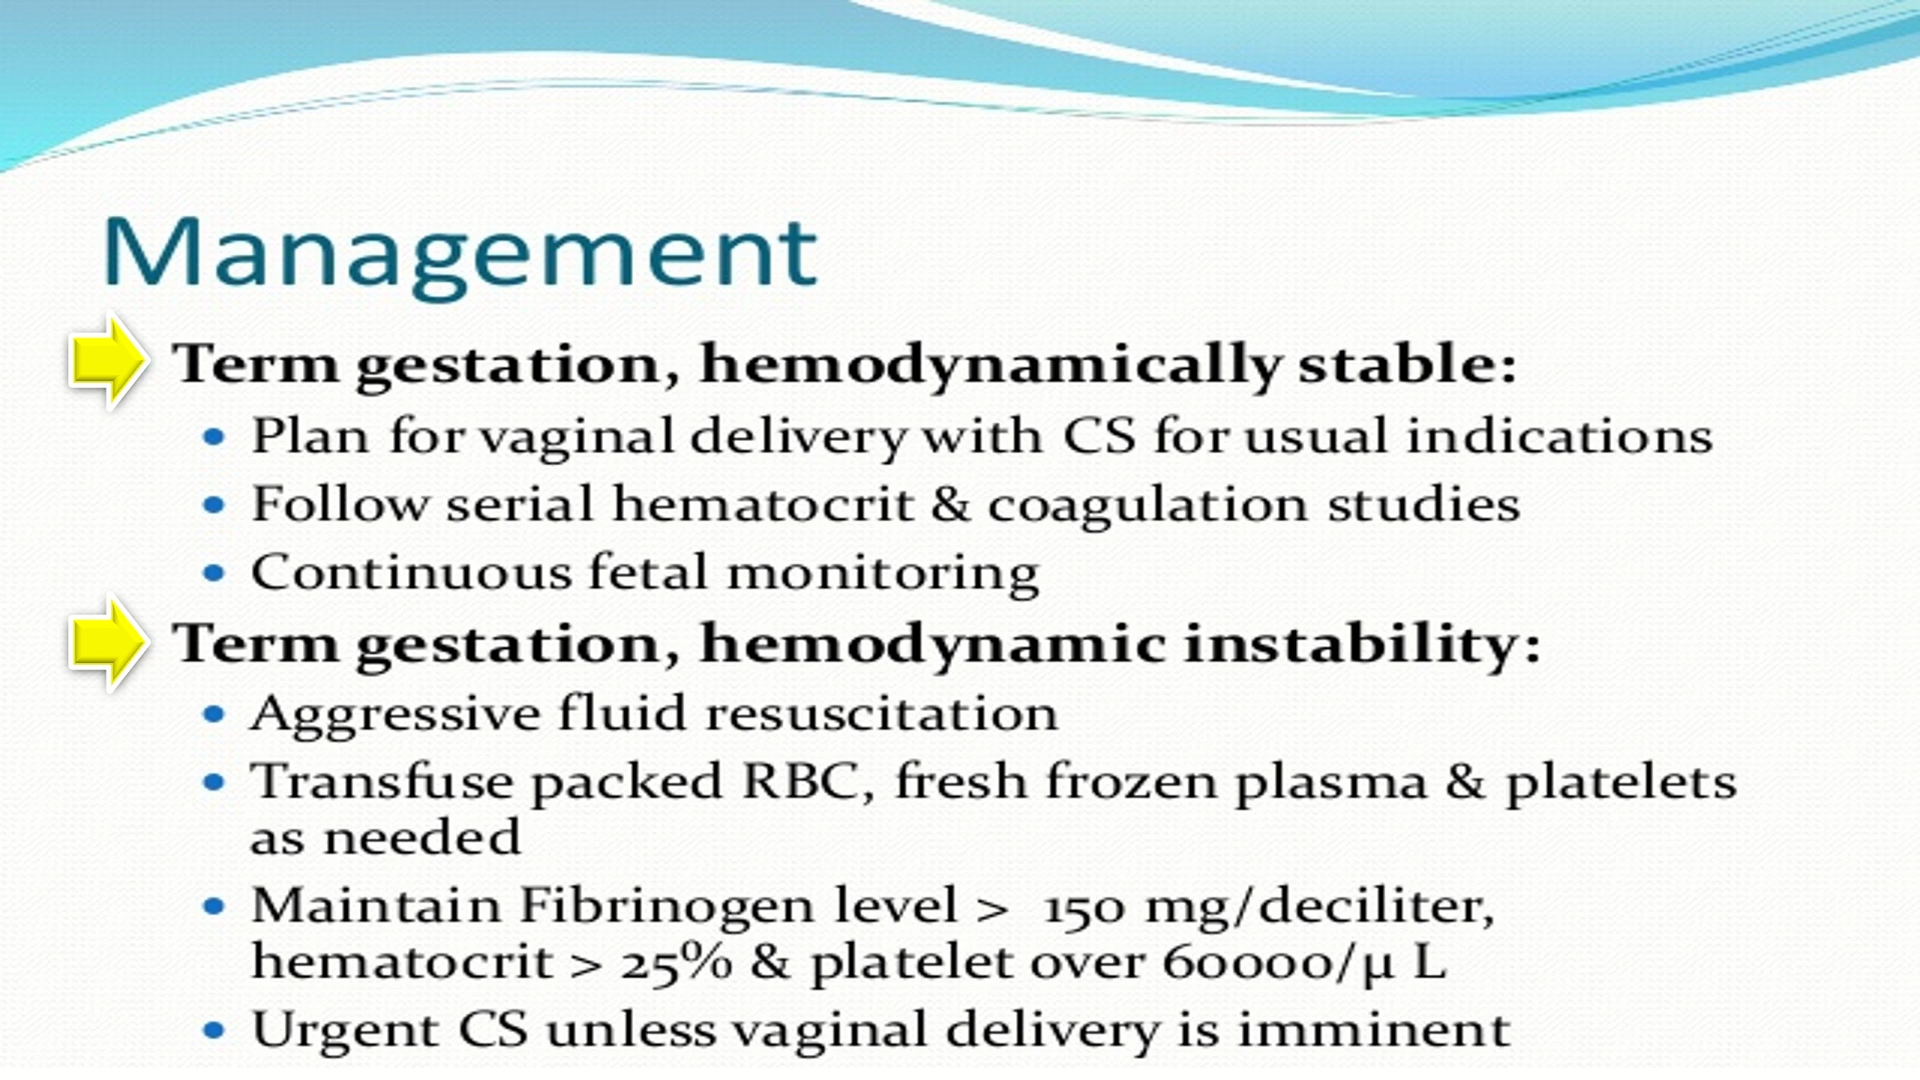 Management
Term gestation, hemodynamically stable:
• Plan for vaginal delivery with CS for usual indications
• Follow serial hematocrit & coagulation studies
• Continuous fetal monitoring
Term gestation, hemodynamic instability:
• Aggressive fluid resuscitation
• Transfuse packed RBC, fresh frozen plasma & platelets
as needed
• Maintain Fibrinogen level > 150 mg/deciliter,
hematocrit > 25% & platelet over 60000/μ L
• Urgent CS unless vaginal delivery is imminent